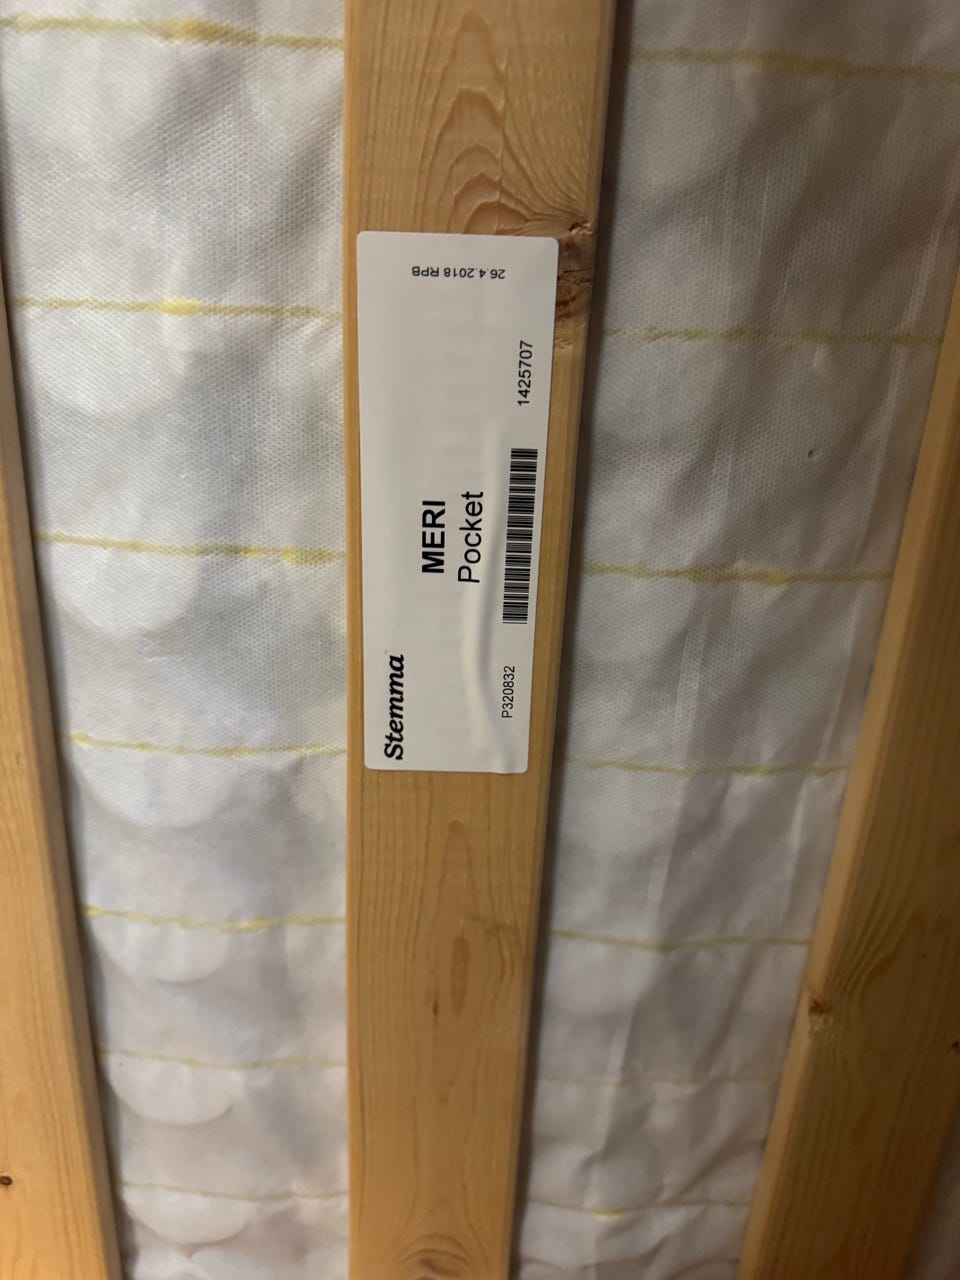 Stemma
MERI
Pocket
P320832
1425707
26.4.2018 RPB